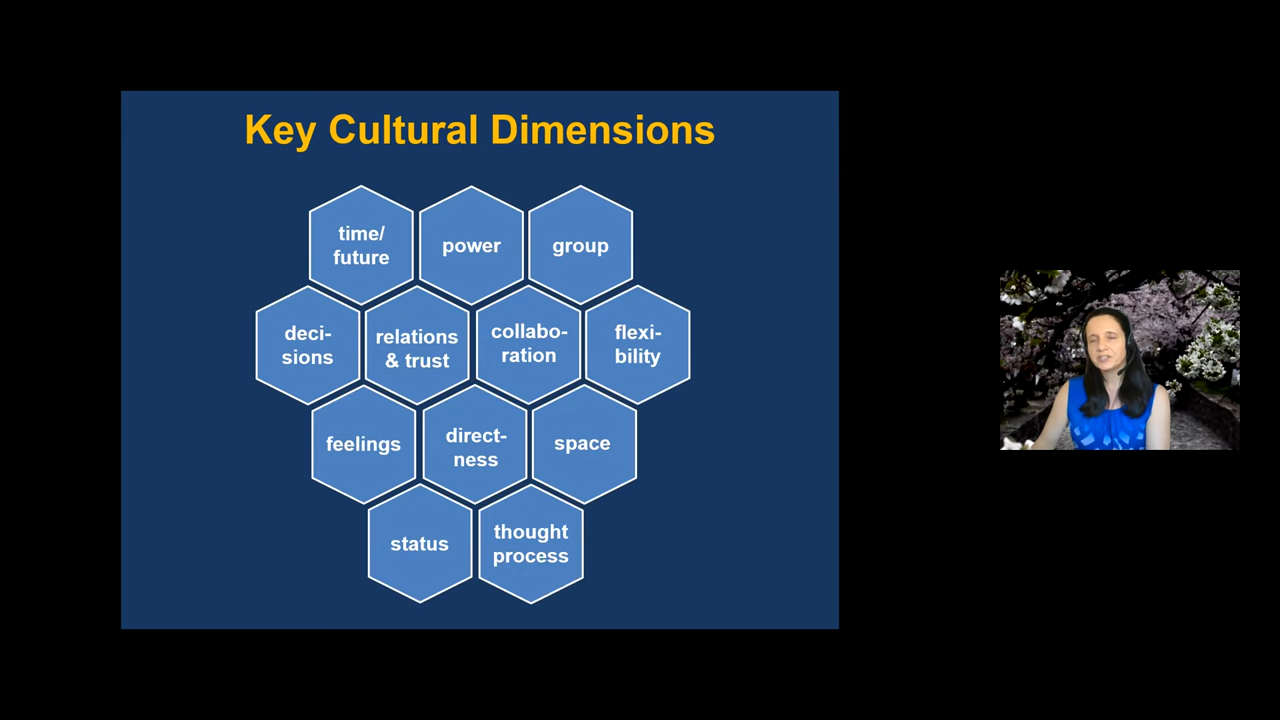 Key Cultural Dimensions
time/
future
power
group
deci-
sions
relations
& trust
collabo-
ration
flexi-
bility
feelings
direct-
ness
space
status
thought
process